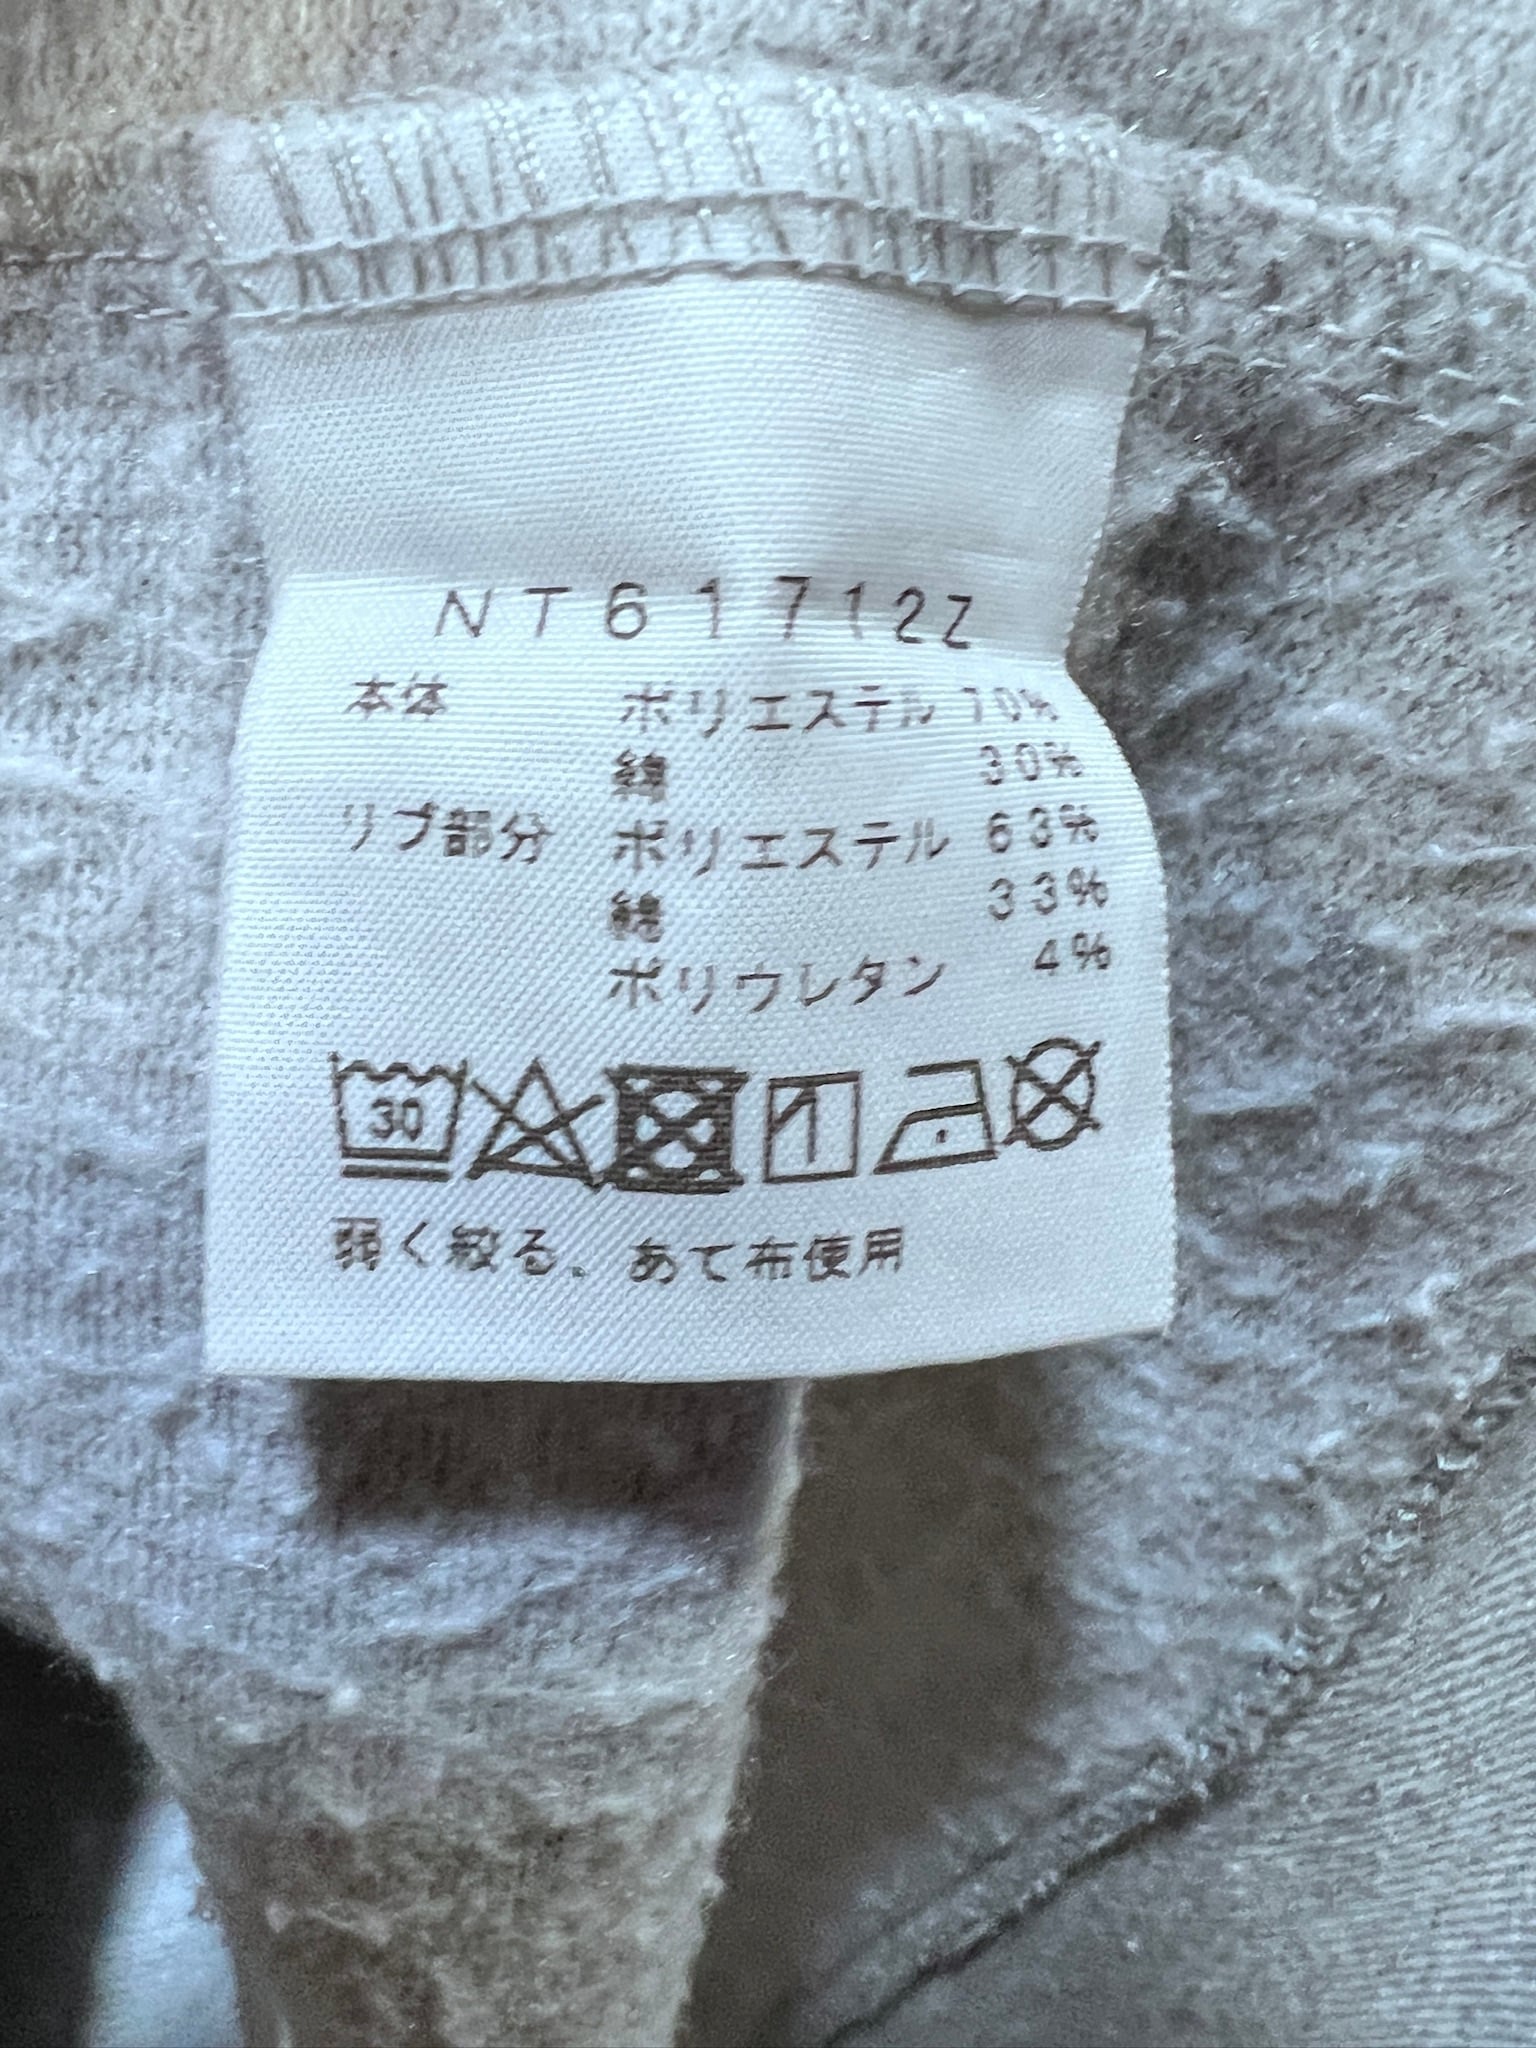 NT61712Z
本体 ポリエステル 70%
綿 30%
リブ部分 ポリエステル 63%
綿 33%
ポリウレタン 4%
30
弱く絞る、あて布使用